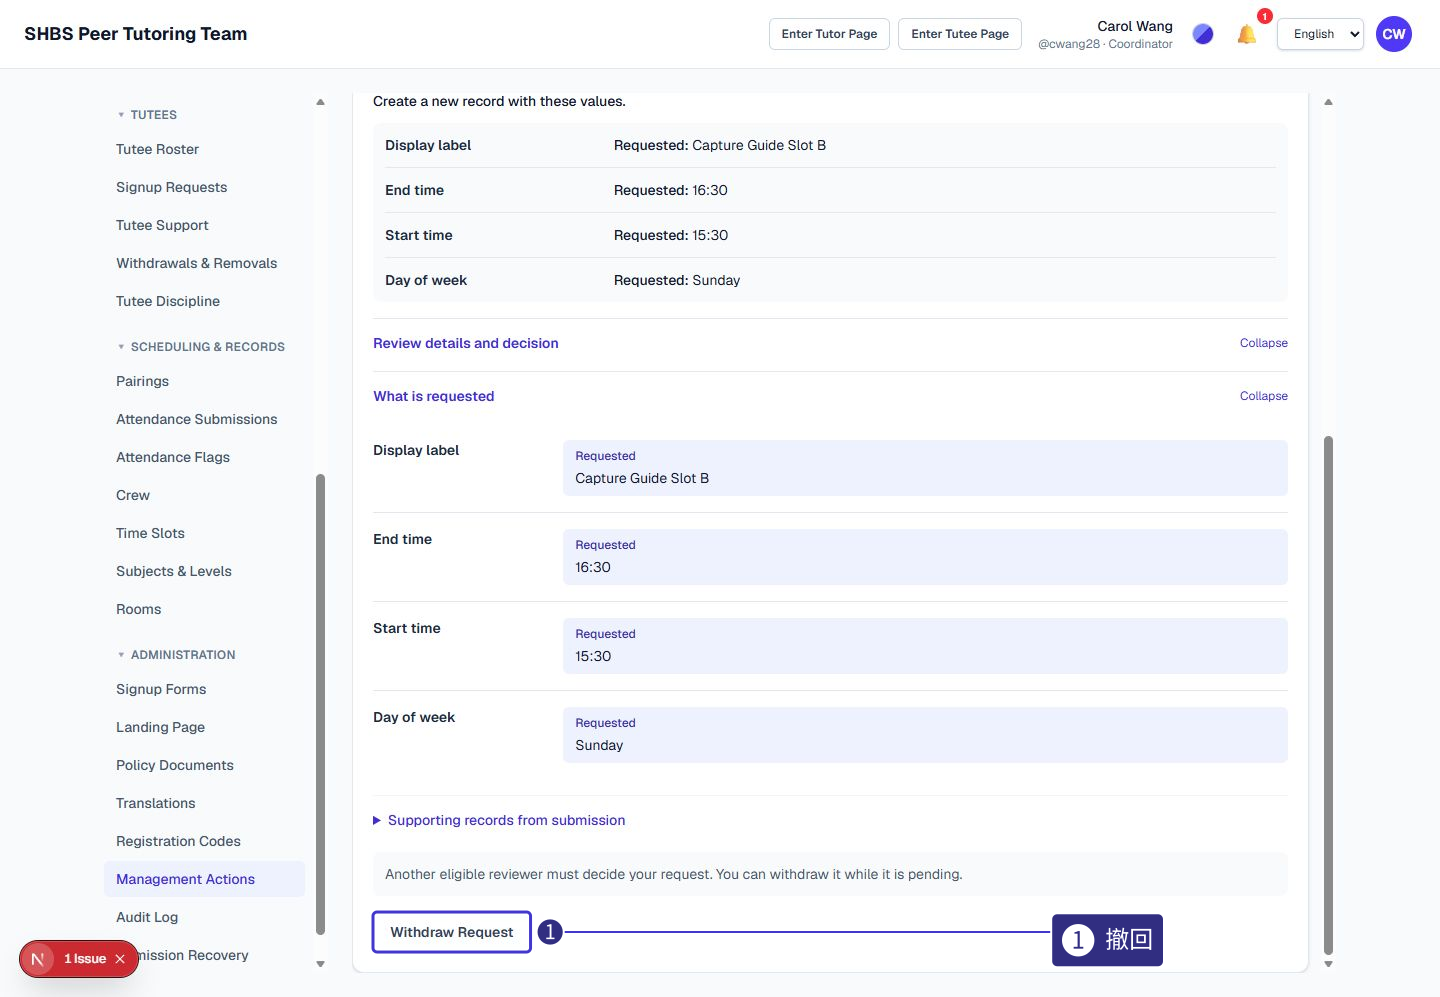 SHBS Peer Tutoring Team
Enter Tutor Page
Enter Tutee Page
Carol Wang
@cwang28 · Coordinator
1
English
CW
TUTEES
Tutee Roster
Signup Requests
Tutee Support
Withdrawals & Removals
Tutee Discipline
SCHEDULING & RECORDS
Pairings
Attendance Submissions
Attendance Flags
Crew
Time Slots
Subjects & Levels
Rooms
ADMINISTRATION
Signup Forms
Landing Page
Policy Documents
Translations
Registration Codes
Management Actions
Audit Log
mission Recovery
N 1 Issue
Create a new record with these values.
Display label Requested: Capture Guide Slot B
End time Requested: 16:30
Start time Requested: 15:30
Day of week Requested: Sunday
Review details and decision Collapse
What is requested Collapse
Display label
Requested
Capture Guide Slot B
End time
Requested
16:30
Start time
Requested
15:30
Day of week
Requested
Sunday
Supporting records from submission
Another eligible reviewer must decide your request. You can withdraw it while it is pending.
Withdraw Request 1
1 撤回